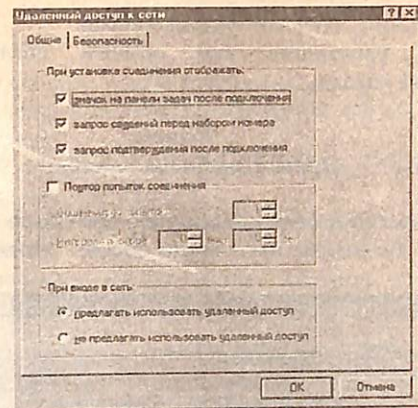 Удаленный доступ к сети
Общие Безопасность
При установке соединения отображать:
значок на панели задач после подключения
запрос сведений перед набором номера
запрос подтверждения после подключения
Повтор попыток соединения
При входе в сеть:
Предлагать использовать удаленный доступ
Не предлагать использовать удаленный доступ
OK Отмена